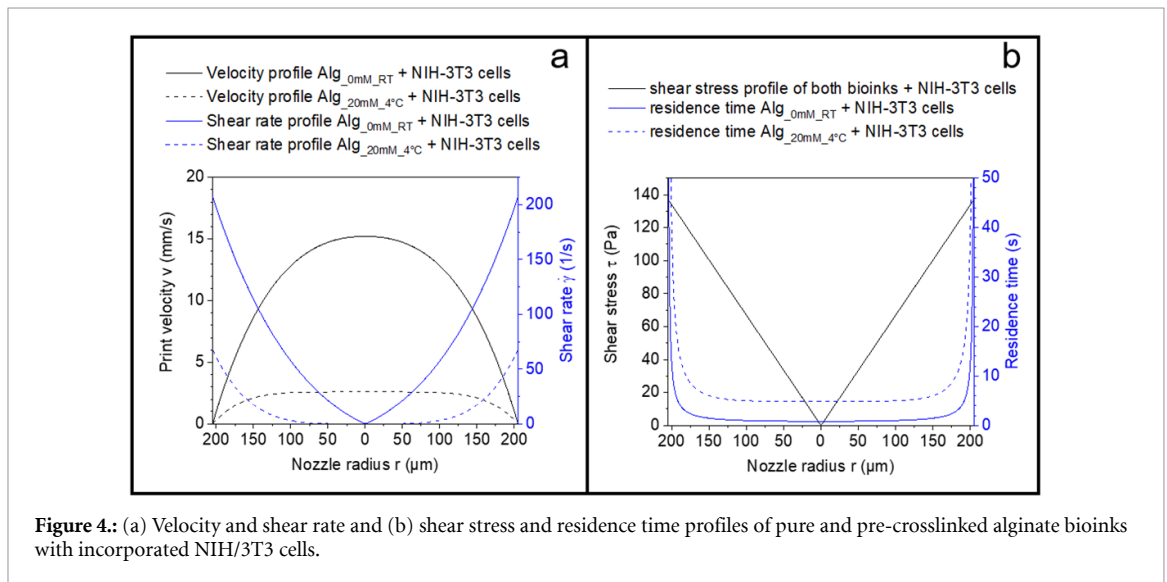 a
Velocity profile Alg_0mM_RT + NIH-3T3 cells
Velocity profile Alg_20mM_4°C + NIH-3T3 cells
Shear rate profile Alg_0mM_RT + NIH-3T3 cells
Shear rate profile Alg_20mM_4°C + NIH-3T3 cells
20
15
10
5
0
Print velocity v (mm/s)
200
150
100
50
0
Shear rate γ̇ (1/s)
200 150 100 50 0 50 100 150 200
Nozzle radius r (µm)
b
shear stress profile of both bioinks + NIH-3T3 cells
residence time Alg_0mM_RT + NIH-3T3 cells
residence time Alg_20mM_4°C + NIH-3T3 cells
140
120
100
80
60
40
20
0
Shear stress τ (Pa)
50
40
30
20
10
0
Residence time (s)
200 150 100 50 0 50 100 150 200
Nozzle radius r (µm)
Figure 4.: (a) Velocity and shear rate and (b) shear stress and residence time profiles of pure and pre-crosslinked alginate bioinks
with incorporated NIH/3T3 cells.